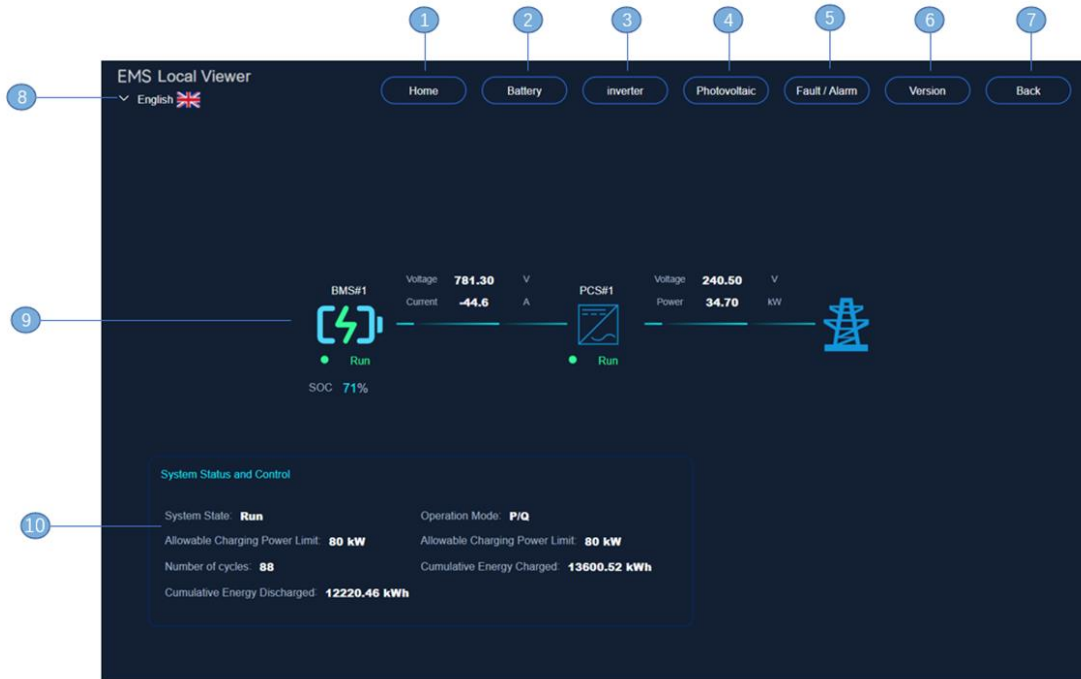 1 2 3 4 5 6 7
EMS Local Viewer
8 English Home Battery inverter Photovoltaic Fault / Alarm Version Back
BMS#1
Voltage 781.30 V
Current -44.6 A
PCS#1
Voltage 240.50 V
Power 34.70 kW
9
Run
Run
SOC 71%
System Status and Control
10
System State: Run Operation Mode: P/Q
Allowable Charging Power Limit: 80 kW Allowable Charging Power Limit: 80 kW
Number of cycles: 88 Cumulative Energy Charged: 13600.52 kWh
Cumulative Energy Discharged: 12220.46 kWh